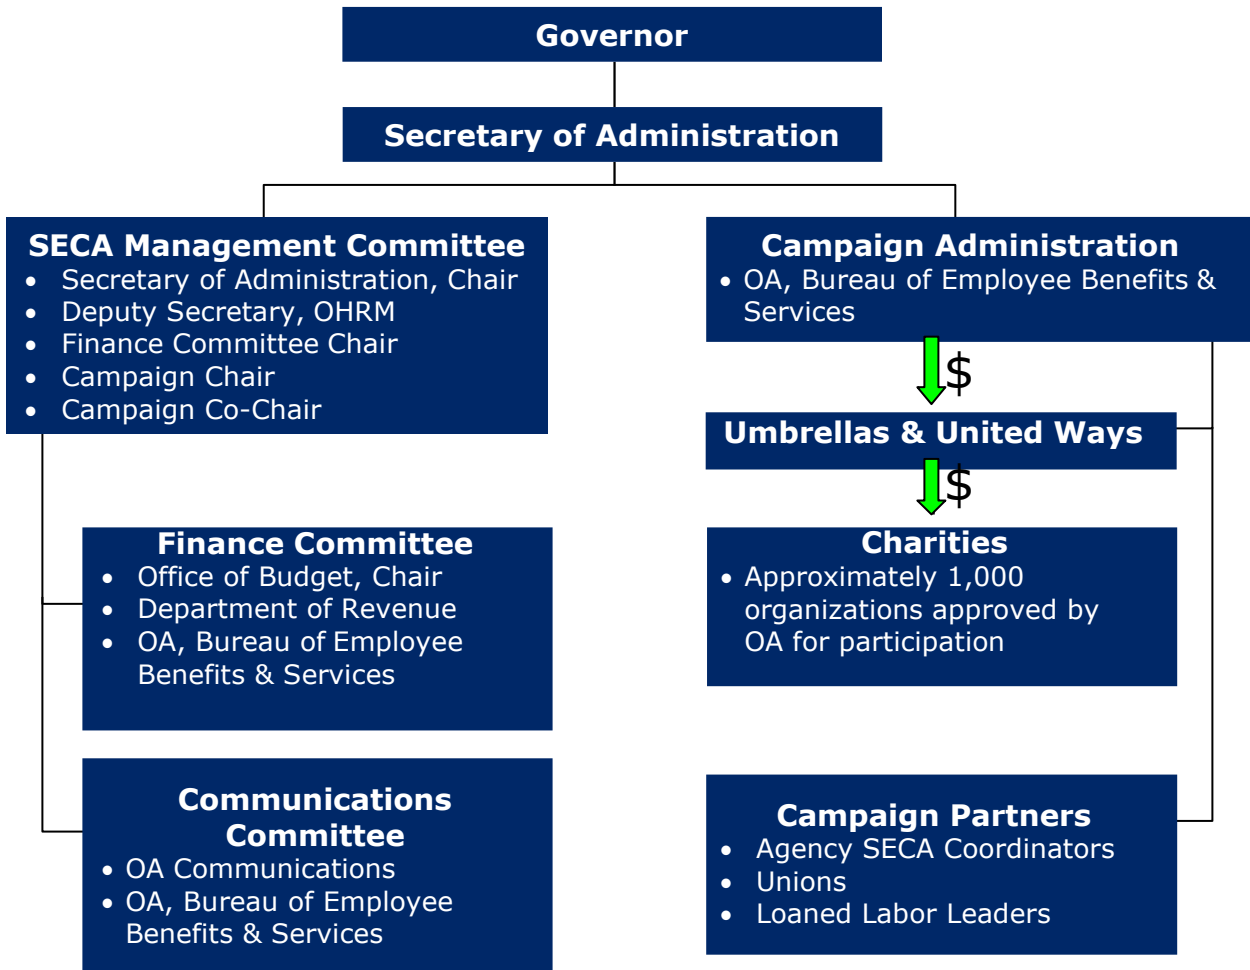 Governor
Secretary of Administration
SECA Management Committee
• Secretary of Administration, Chair
• Deputy Secretary, OHRM
• Finance Committee Chair
• Campaign Chair
• Campaign Co-Chair
Campaign Administration
• OA, Bureau of Employee Benefits &
Services
$
Umbrellas & United Ways
$
Finance Committee
• Office of Budget, Chair
• Department of Revenue
• OA, Bureau of Employee
Benefits & Services
Charities
• Approximately 1,000
organizations approved by
OA for participation
Communications
Committee
• OA Communications
• OA, Bureau of Employee
Benefits & Services
Campaign Partners
• Agency SECA Coordinators
• Unions
• Loaned Labor Leaders